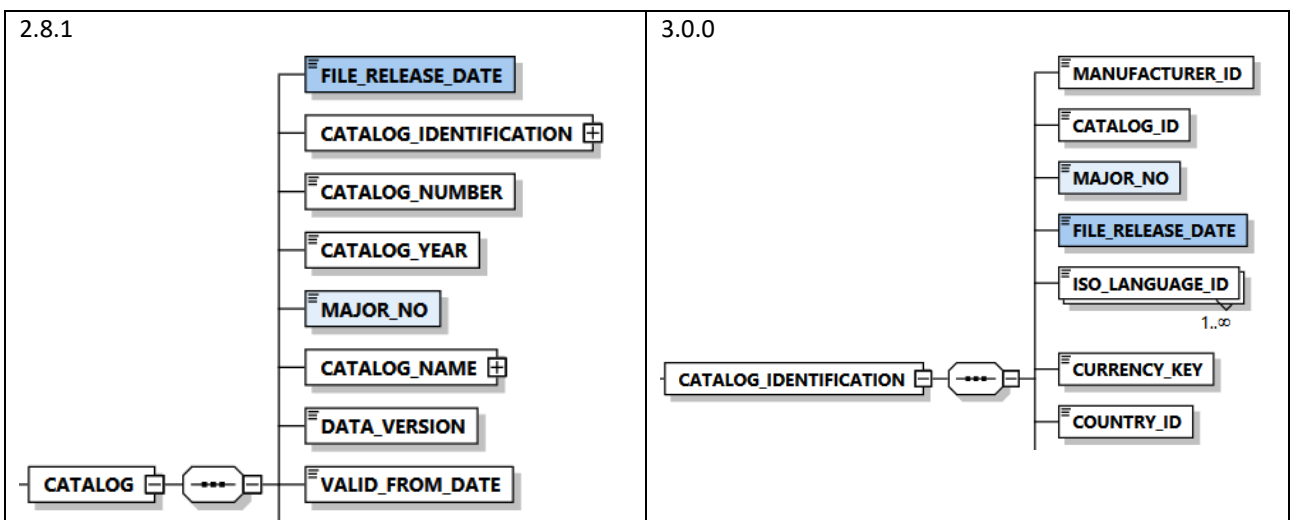 2.8.1
FILE_RELEASE_DATE
CATALOG_IDENTIFICATION
CATALOG_NUMBER
CATALOG_YEAR
MAJOR_NO
CATALOG_NAME
DATA_VERSION
CATALOG
VALID_FROM_DATE
3.0.0
MANUFACTURER_ID
CATALOG_ID
MAJOR_NO
FILE_RELEASE_DATE
ISO_LANGUAGE_ID
1..∞
CATALOG_IDENTIFICATION
CURRENCY_KEY
COUNTRY_ID